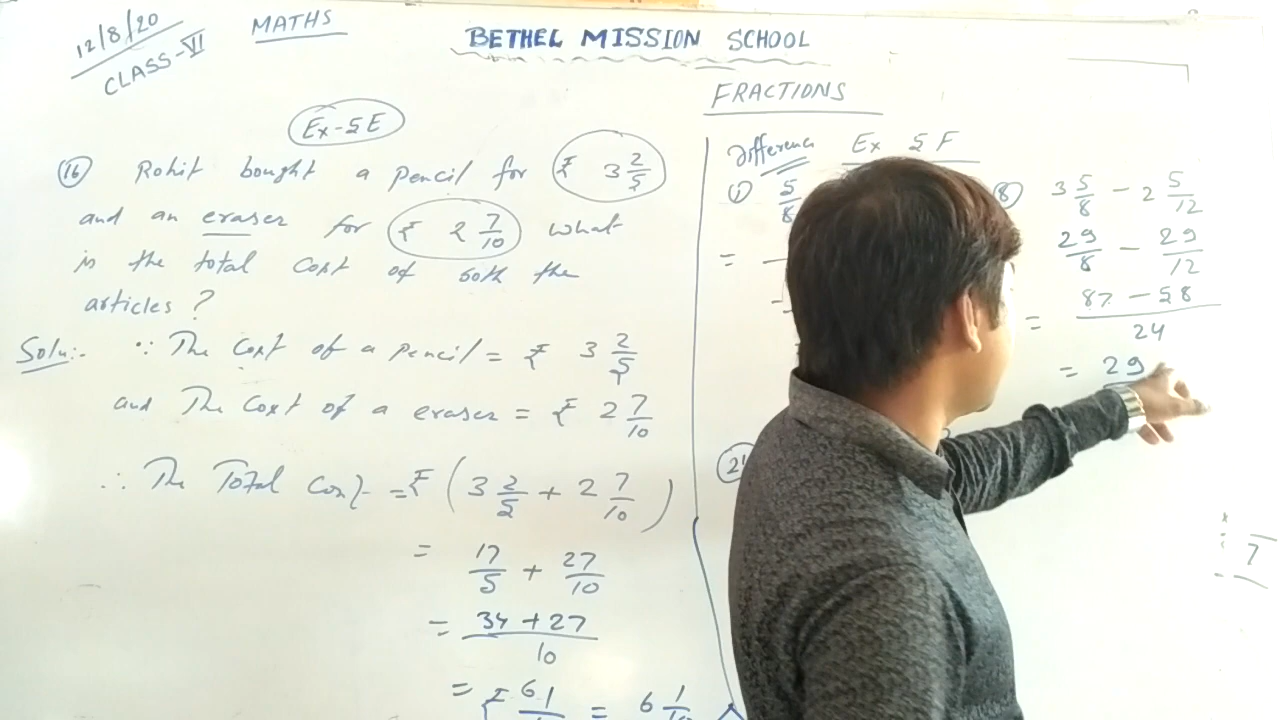 12/8/20
CLASS-VI
MATHS
BETHEL MISSION SCHOOL
FRACTIONS
Ex-5E
(16) Rohit bought a pencil for ₹ 3 2/5
and an eraser for ₹ 2 7/10 what
is the total cost of both the
articles?
Solu:- ∵ The Cost of a pencil = ₹ 3 2/5
and The Cost of a eraser = ₹ 2 7/10
∴ The Total Cost = ₹ (3 2/5 + 2 7/10)
= 17/5 + 27/10
= 34 + 27 / 10
= ₹ 61/10 = 6 1/10
Difference Ex 5F
(1) 5/8
=
(8) 3 5/8 - 2 5/12
29/8 - 29/12
= 87 - 58 / 24
= 29
(21)
7